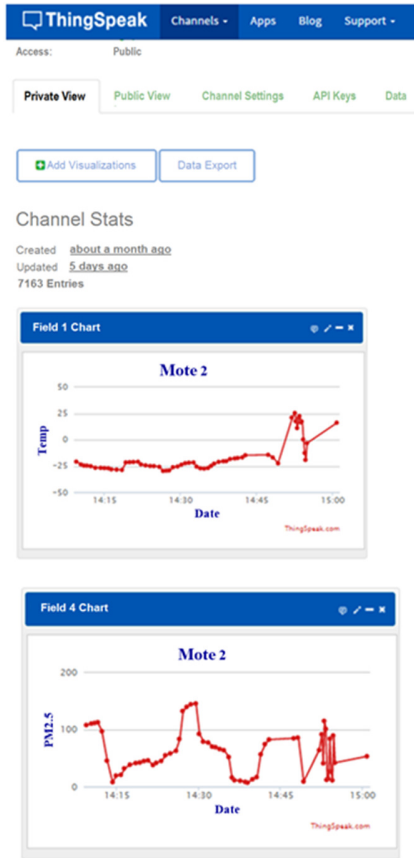 ThingSpeak Channels Apps Blog Support
Access: Public
Private View Public View Channel Settings API Keys Data
Add Visualizations Data Export
Channel Stats
Created about a month ago
Updated 5 days ago
7163 Entries
Field 1 Chart
Mote 2
50
25
0
-25
-50
Temp
14:15 14:30 14:45 15:00
Date
ThingSpeak.com
Field 4 Chart
Mote 2
200
100
0
PM2.5
14:15 14:30 14:45 15:00
Date
ThingSpeak.com